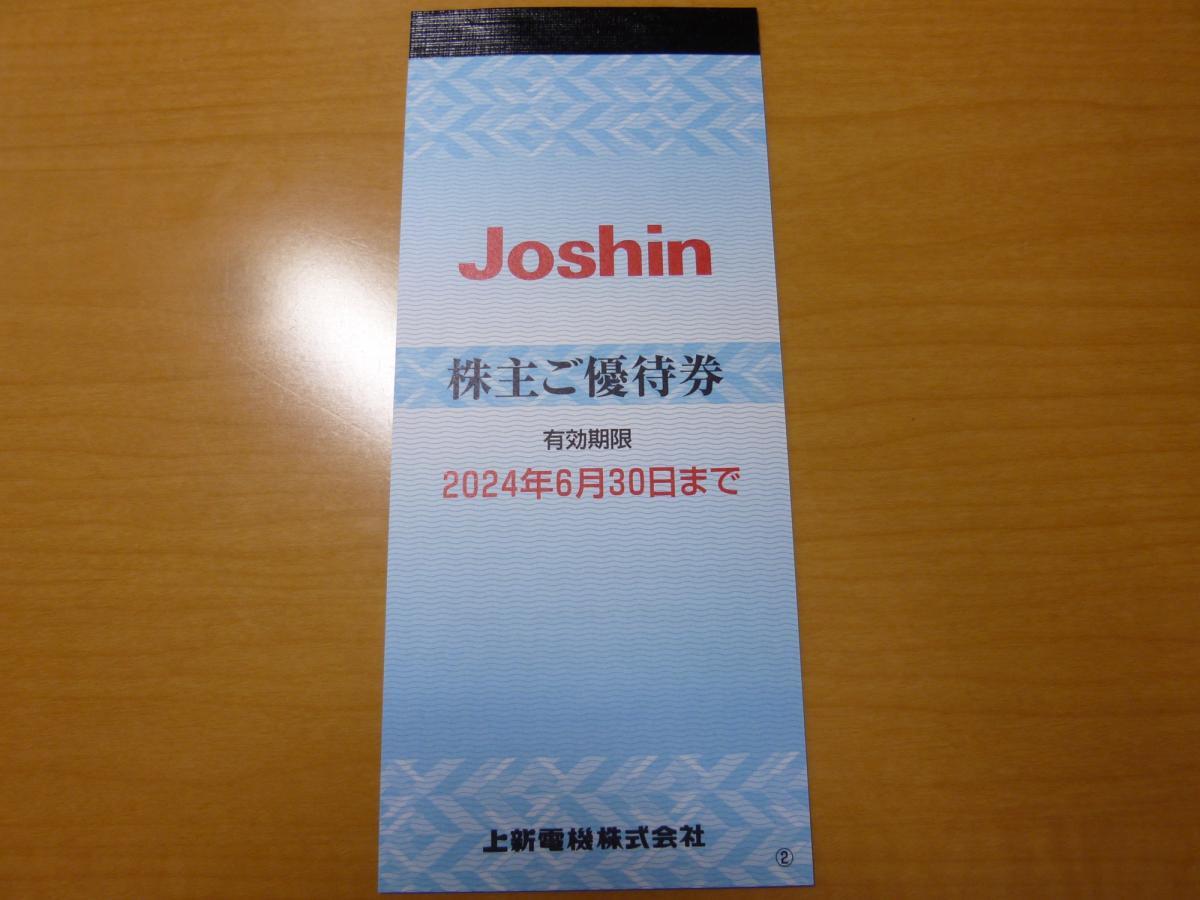 Joshin
株主ご優待券
有効期限
2024年6月30日まで
上新電機株式会社
②